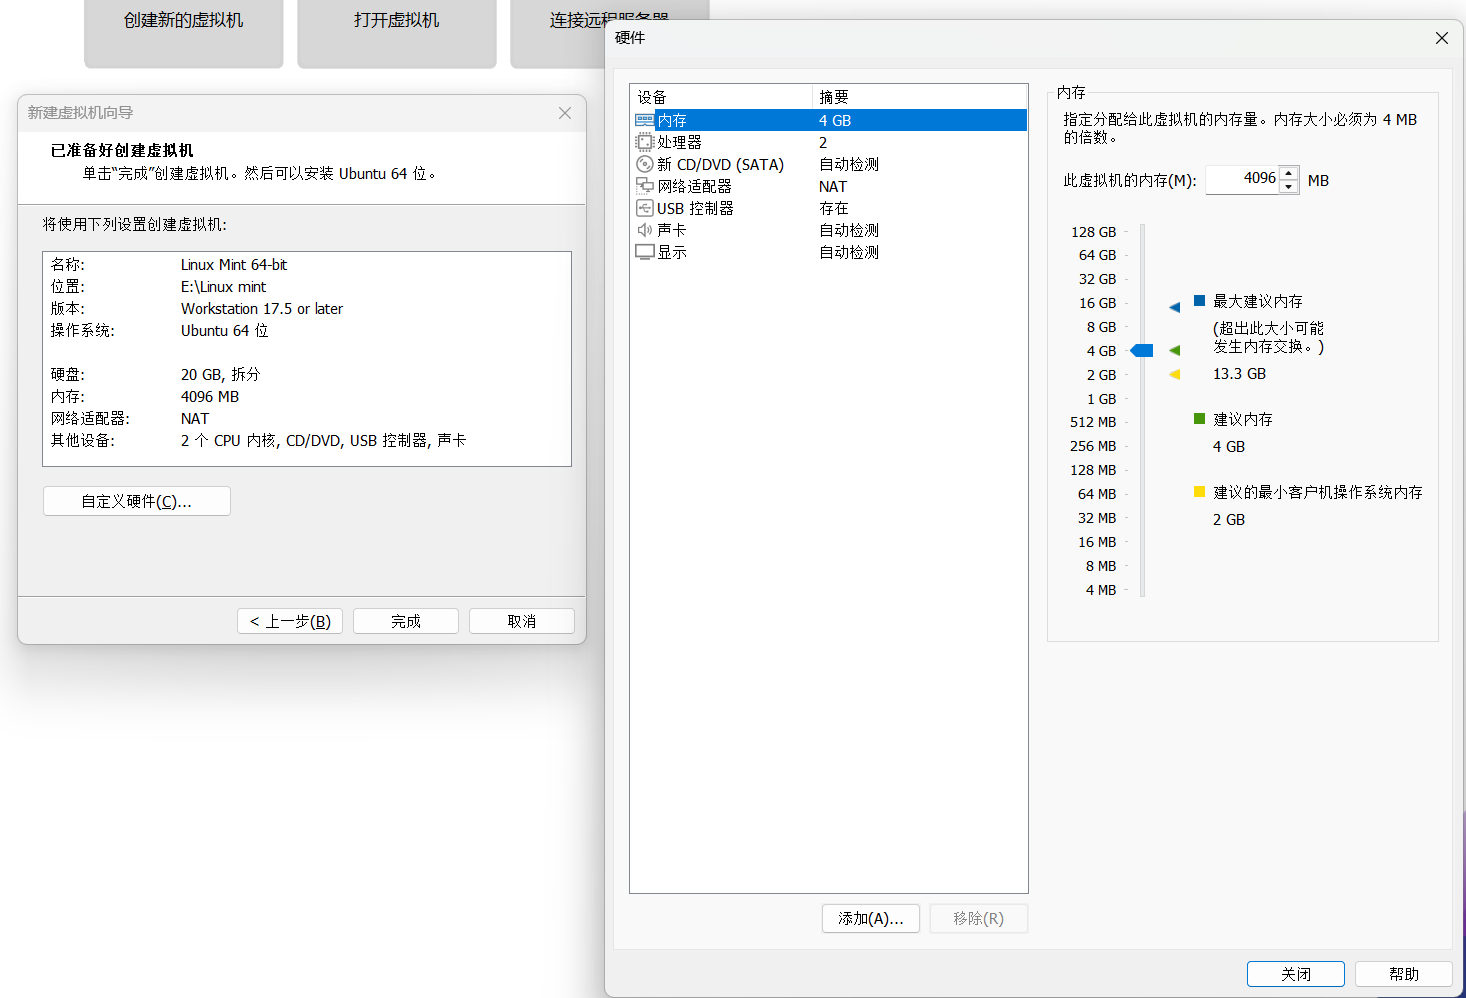 创建新的虚拟机
打开虚拟机
连接远程服务器
新建虚拟机向导
已准备好创建虚拟机
单击“完成”创建虚拟机。然后可以安装 Ubuntu 64 位。
将使用下列设置创建虚拟机:
名称: Linux Mint 64-bit
位置: E:\Linux mint
版本: Workstation 17.5 or later
操作系统: Ubuntu 64 位
硬盘: 20 GB, 拆分
内存: 4096 MB
网络适配器: NAT
其他设备: 2 个 CPU 内核, CD/DVD, USB 控制器, 声卡
自定义硬件(C)...
< 上一步(B)
完成
取消
硬件
设备 摘要
内存 4 GB
处理器 2
新 CD/DVD (SATA) 自动检测
网络适配器 NAT
USB 控制器 存在
声卡 自动检测
显示 自动检测
添加(A)...
移除(R)
内存
指定分配给此虚拟机的内存量。内存大小必须为 4 MB
的倍数。
此虚拟机的内存(M): 4096 MB
128 GB
64 GB
32 GB
16 GB
8 GB
4 GB
2 GB
1 GB
512 MB
256 MB
128 MB
64 MB
32 MB
16 MB
8 MB
4 MB
最大建议内存
(超出此大小可能
发生内存交换。)
13.3 GB
建议内存
4 GB
建议的最小客户机操作系统内存
2 GB
关闭
帮助